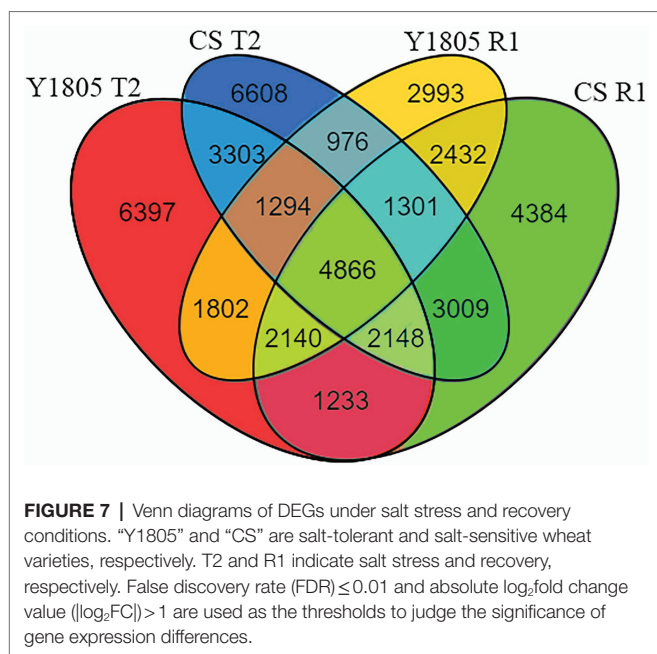 CS T2
Y1805 R1
Y1805 T2
CS R1
6608
2993
3303
976
2432
6397
1294
1301
4384
4866
1802
3009
2140
2148
1233
FIGURE 7 | Venn diagrams of DEGs under salt stress and recovery
conditions. “Y1805” and “CS” are salt-tolerant and salt-sensitive wheat
varieties, respectively. T2 and R1 indicate salt stress and recovery,
respectively. False discovery rate (FDR) ≤ 0.01 and absolute log₂fold change
value (|log₂FC|) > 1 are used as the thresholds to judge the significance of
gene expression differences.